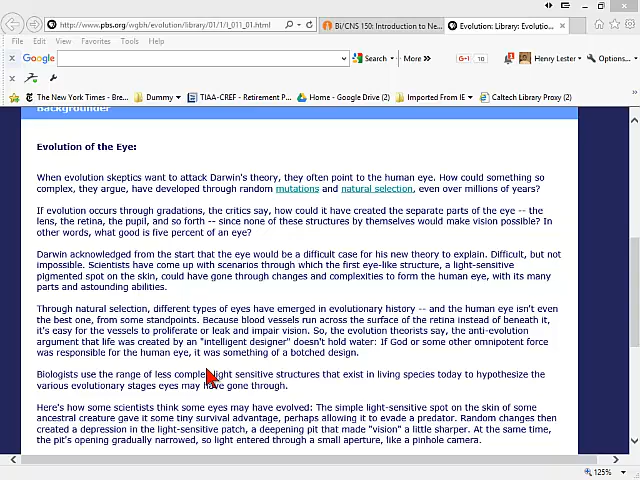 http://www.pbs.org/wgbh/evolution/library/01/1/l_011_01.html
Bi/CNS 150: Introduction to Ne...
Evolution: Library: Evolutio...
File Edit View Favorites Tools Help
x Google Search More »
10 Henry Lester Options...
x
The New York Times - Bre... Dummy TIAA-CREF - Retirement P... Home - Google Drive (2) Imported From IE Caltech Library Proxy (2)
Backgrounder
Evolution of the Eye:
When evolution skeptics want to attack Darwin's theory, they often point to the human eye. How could something so
complex, they argue, have developed through random mutations and natural selection, even over millions of years?
If evolution occurs through gradations, the critics say, how could it have created the separate parts of the eye -- the
lens, the retina, the pupil, and so forth -- since none of these structures by themselves would make vision possible? In
other words, what good is five percent of an eye?
Darwin acknowledged from the start that the eye would be a difficult case for his new theory to explain. Difficult, but not
impossible. Scientists have come up with scenarios through which the first eye-like structure, a light-sensitive
pigmented spot on the skin, could have gone through changes and complexities to form the human eye, with its many
parts and astounding abilities.
Through natural selection, different types of eyes have emerged in evolutionary history -- and the human eye isn't even
the best one, from some standpoints. Because blood vessels run across the surface of the retina instead of beneath it,
it's easy for the vessels to proliferate or leak and impair vision. So, the evolution theorists say, the anti-evolution
argument that life was created by an "intelligent designer" doesn't hold water: If God or some other omnipotent force
was responsible for the human eye, it was something of a botched design.
Biologists use the range of less complex light sensitive structures that exist in living species today to hypothesize the
various evolutionary stages eyes may have gone through.
Here's how some scientists think some eyes may have evolved: The simple light-sensitive spot on the skin of some
ancestral creature gave it some tiny survival advantage, perhaps allowing it to evade a predator. Random changes then
created a depression in the light-sensitive patch, a deepening pit that made "vision" a little sharper. At the same time,
the pit's opening gradually narrowed, so light entered through a small aperture, like a pinhole camera.
125%